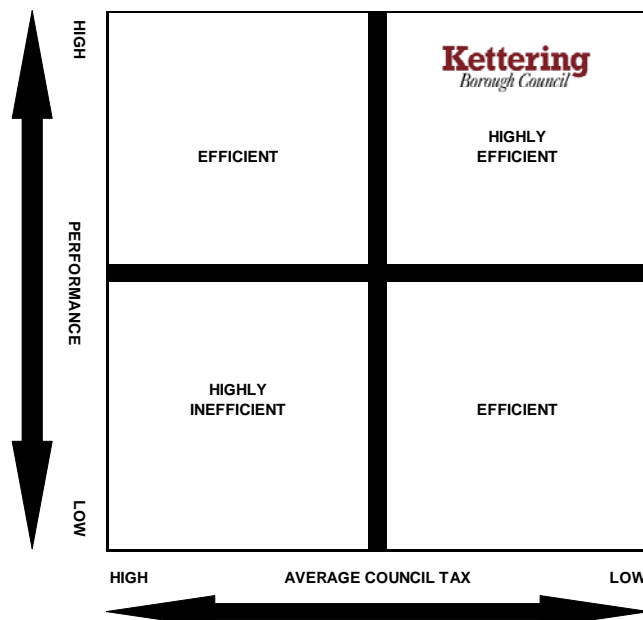 HIGH
Kettering
Borough Council
EFFICIENT
HIGHLY
EFFICIENT
PERFORMANCE
HIGHLY
INEFFICIENT
EFFICIENT
LOW
HIGH
AVERAGE COUNCIL TAX
LOW